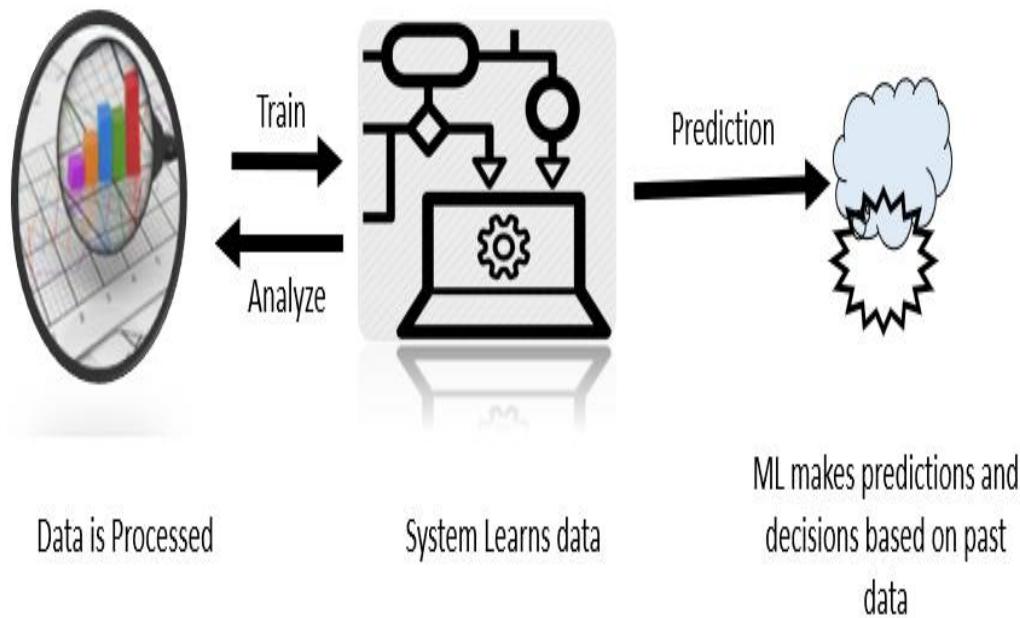 Train
Analyze
Prediction
Data is Processed
System Learns data
ML makes predictions and
decisions based on past
data